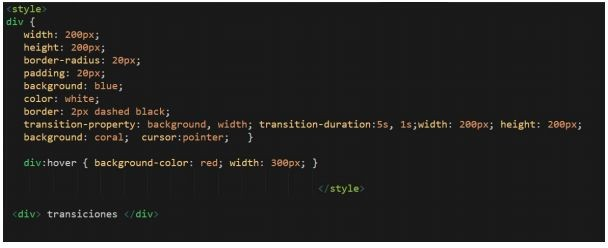 <style>
div {
width: 200px;
height: 200px;
border-radius: 20px;
padding: 20px;
background: blue;
color: white;
border: 2px dashed black;
transition-property: background, width; transition-duration:5s, 1s;width: 200px; height: 200px;
background: coral; cursor:pointer; }
div:hover { background-color: red; width: 300px; }
</style>
<div> transiciones </div>